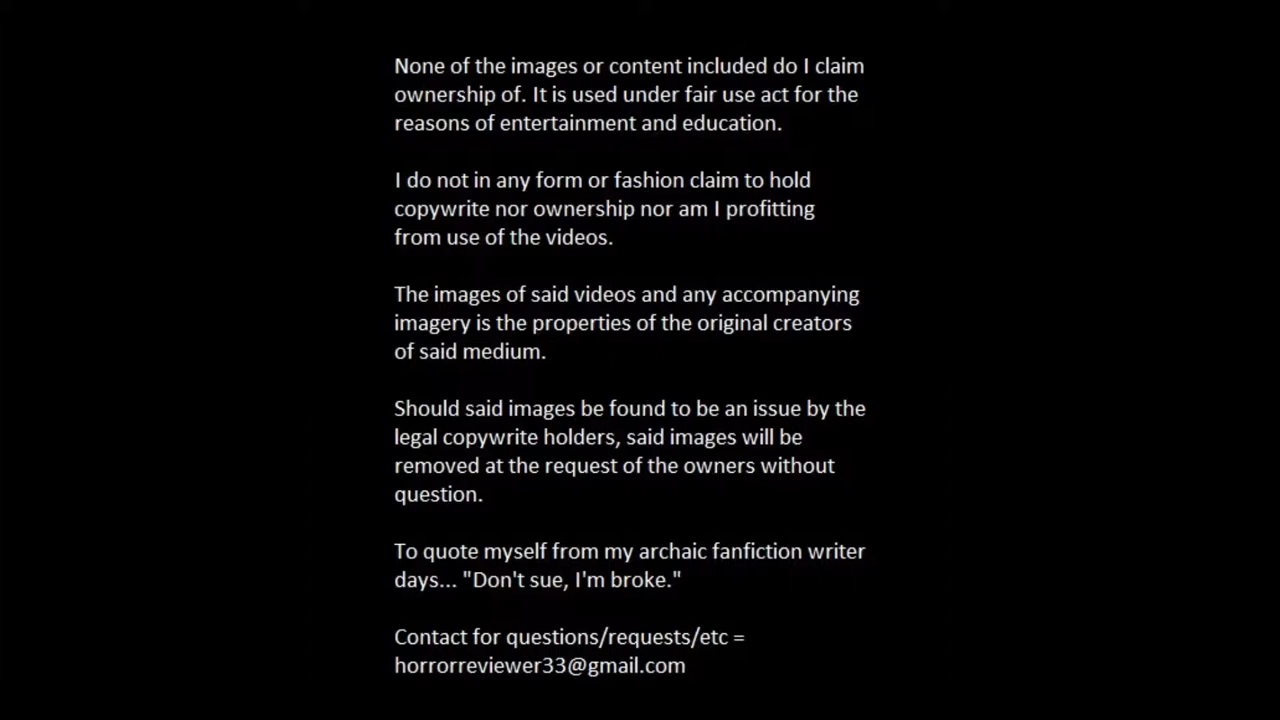 None of the images or content included do I claim
ownership of. It is used under fair use act for the
reasons of entertainment and education.
I do not in any form or fashion claim to hold
copywrite nor ownership nor am I profitting
from use of the videos.
The images of said videos and any accompanying
imagery is the properties of the original creators
of said medium.
Should said images be found to be an issue by the
legal copywrite holders, said images will be
removed at the request of the owners without
question.
To quote myself from my archaic fanfiction writer
days... "Don't sue, I'm broke."
Contact for questions/requests/etc =
horrorreviewer33@gmail.com